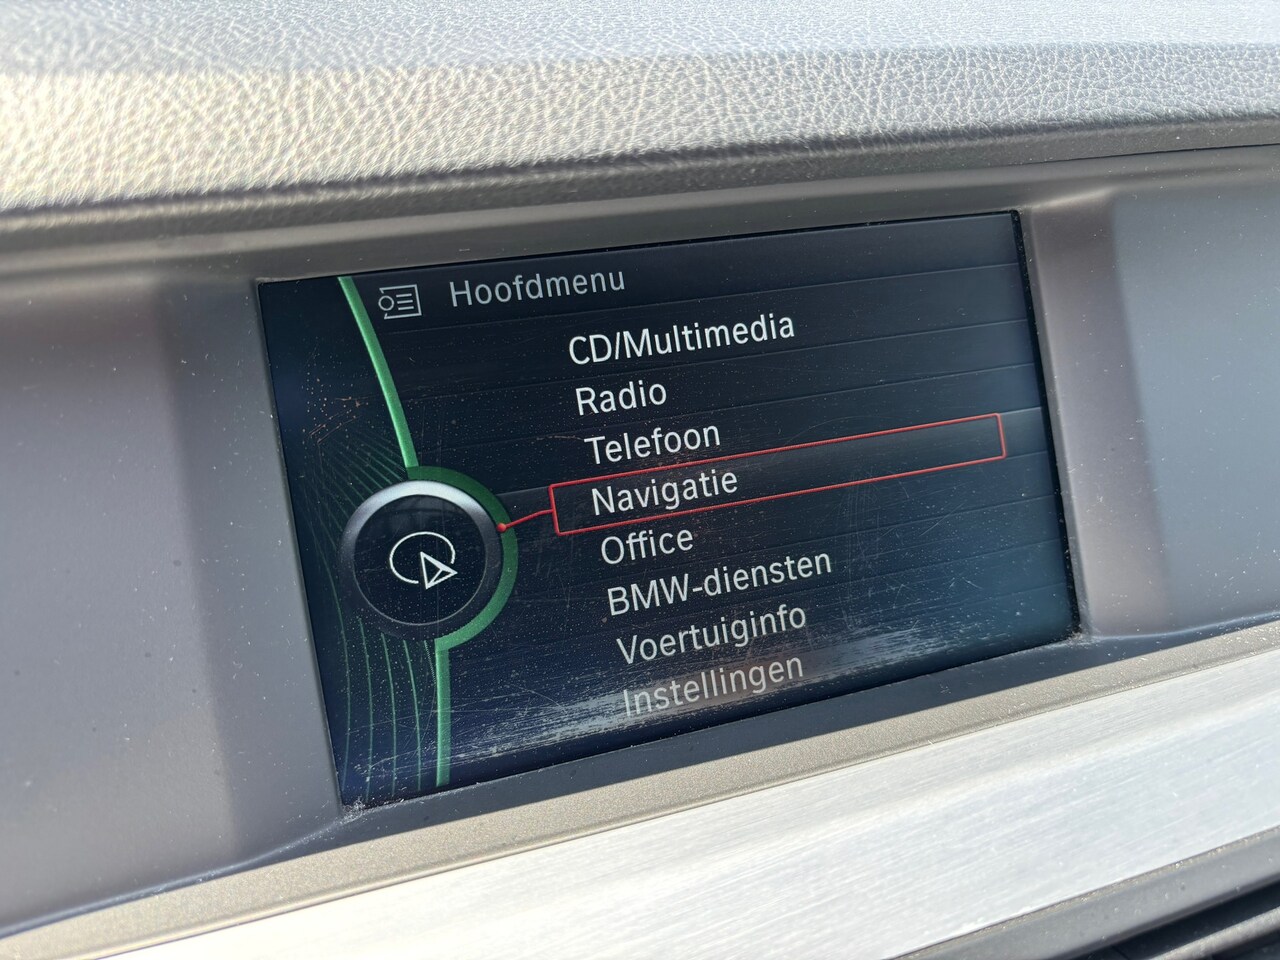 Hoofdmenu
CD/Multimedia
Radio
Telefoon
Navigatie
Office
BMW-diensten
Voertuiginfo
Instellingen